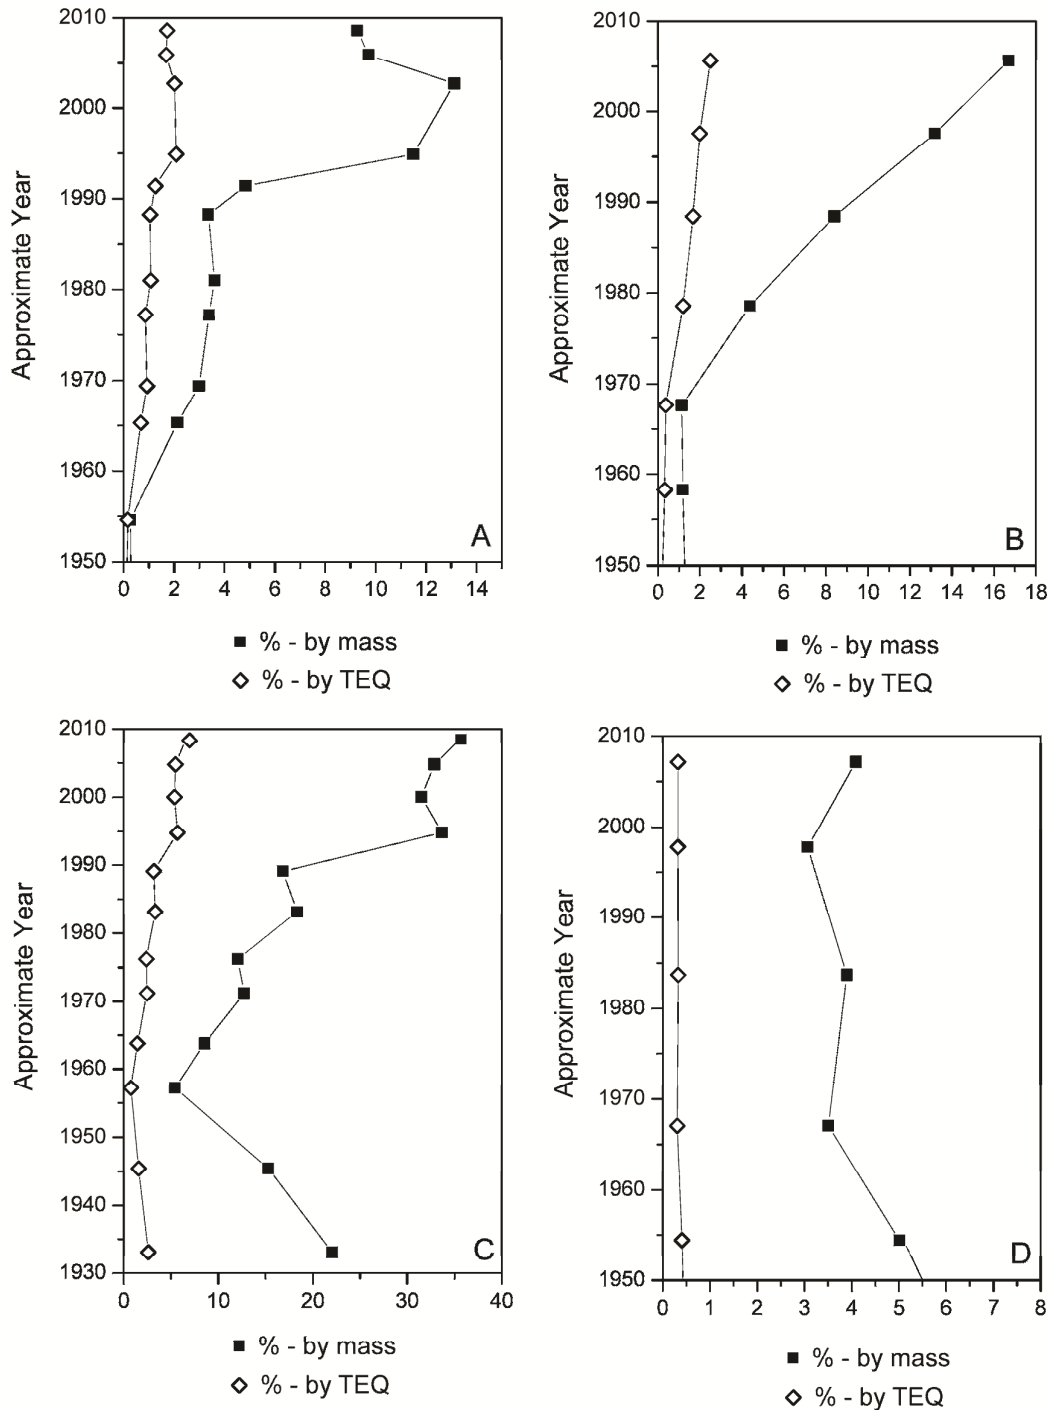 2010
2000
1990
1980
1970
1960
1950
Approximate Year
A
0 2 4 6 8 10 12 14
% - by mass
% - by TEQ
2010
2000
1990
1980
1970
1960
1950
Approximate Year
B
0 2 4 6 8 10 12 14 16 18
% - by mass
% - by TEQ
2010
2000
1990
1980
1970
1960
1950
1940
1930
Approximate Year
C
0 10 20 30 40
% - by mass
% - by TEQ
2010
2000
1990
1980
1970
1960
1950
Approximate Year
D
0 1 2 3 4 5 6 7 8
% - by mass
% - by TEQ